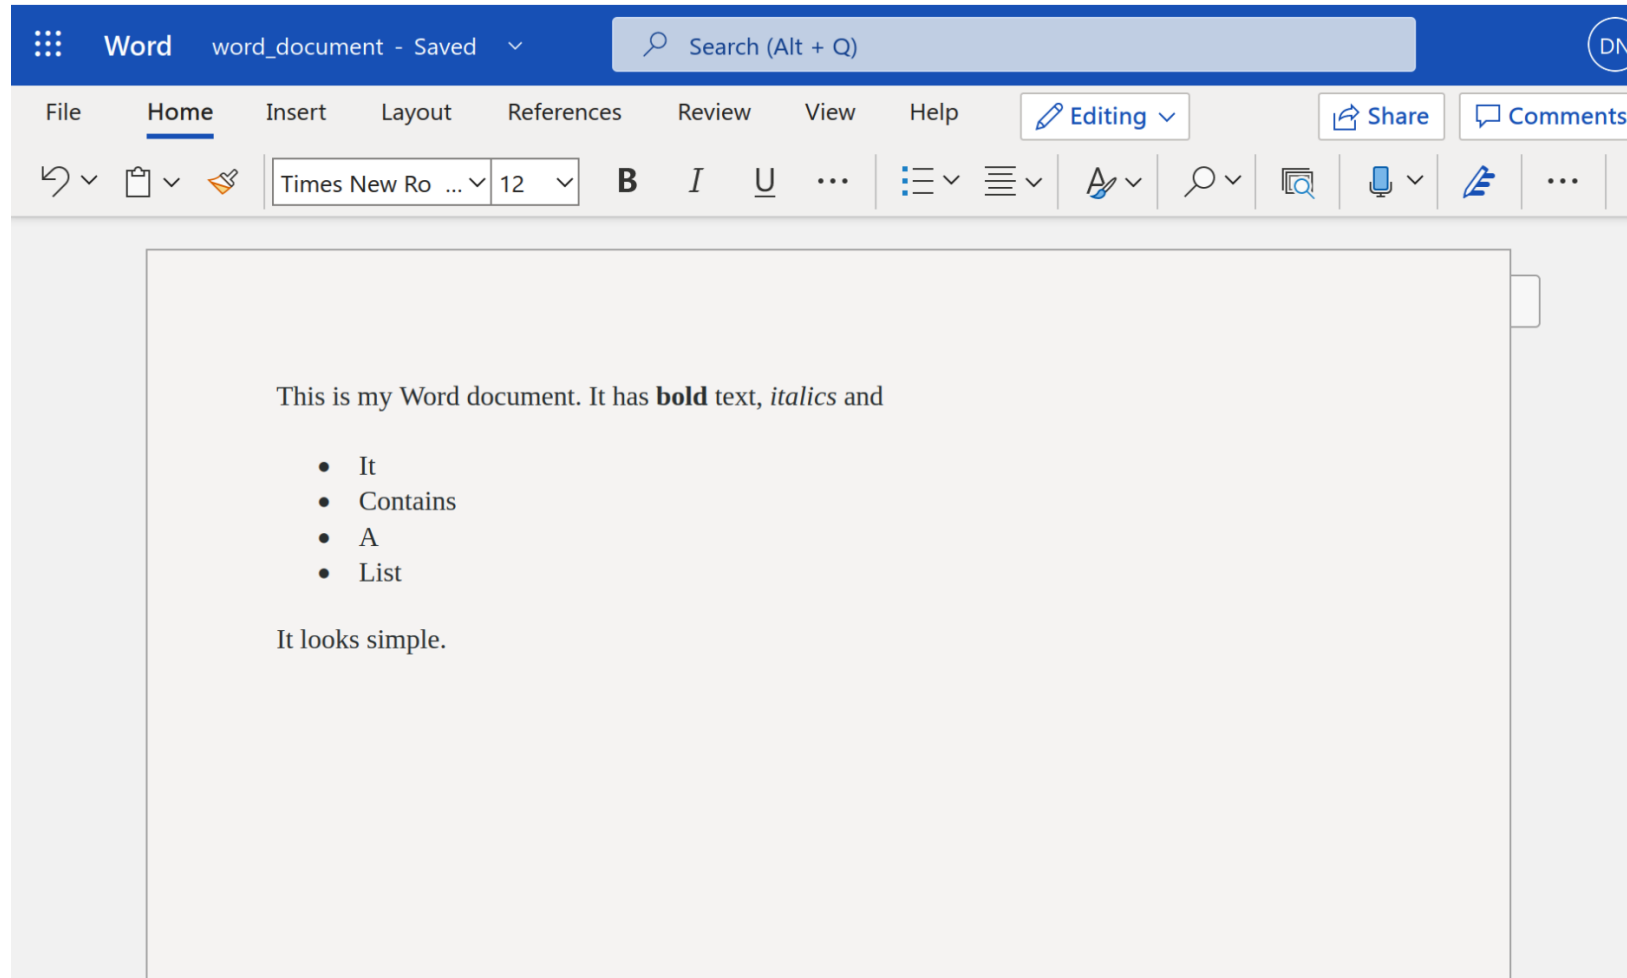 Word word_document - Saved Search (Alt + Q) DN
File Home Insert Layout References Review View Help Editing Share Comments
Times New Ro ... 12 B I U ...
This is my Word document. It has bold text, italics and
• It
• Contains
• A
• List
It looks simple.